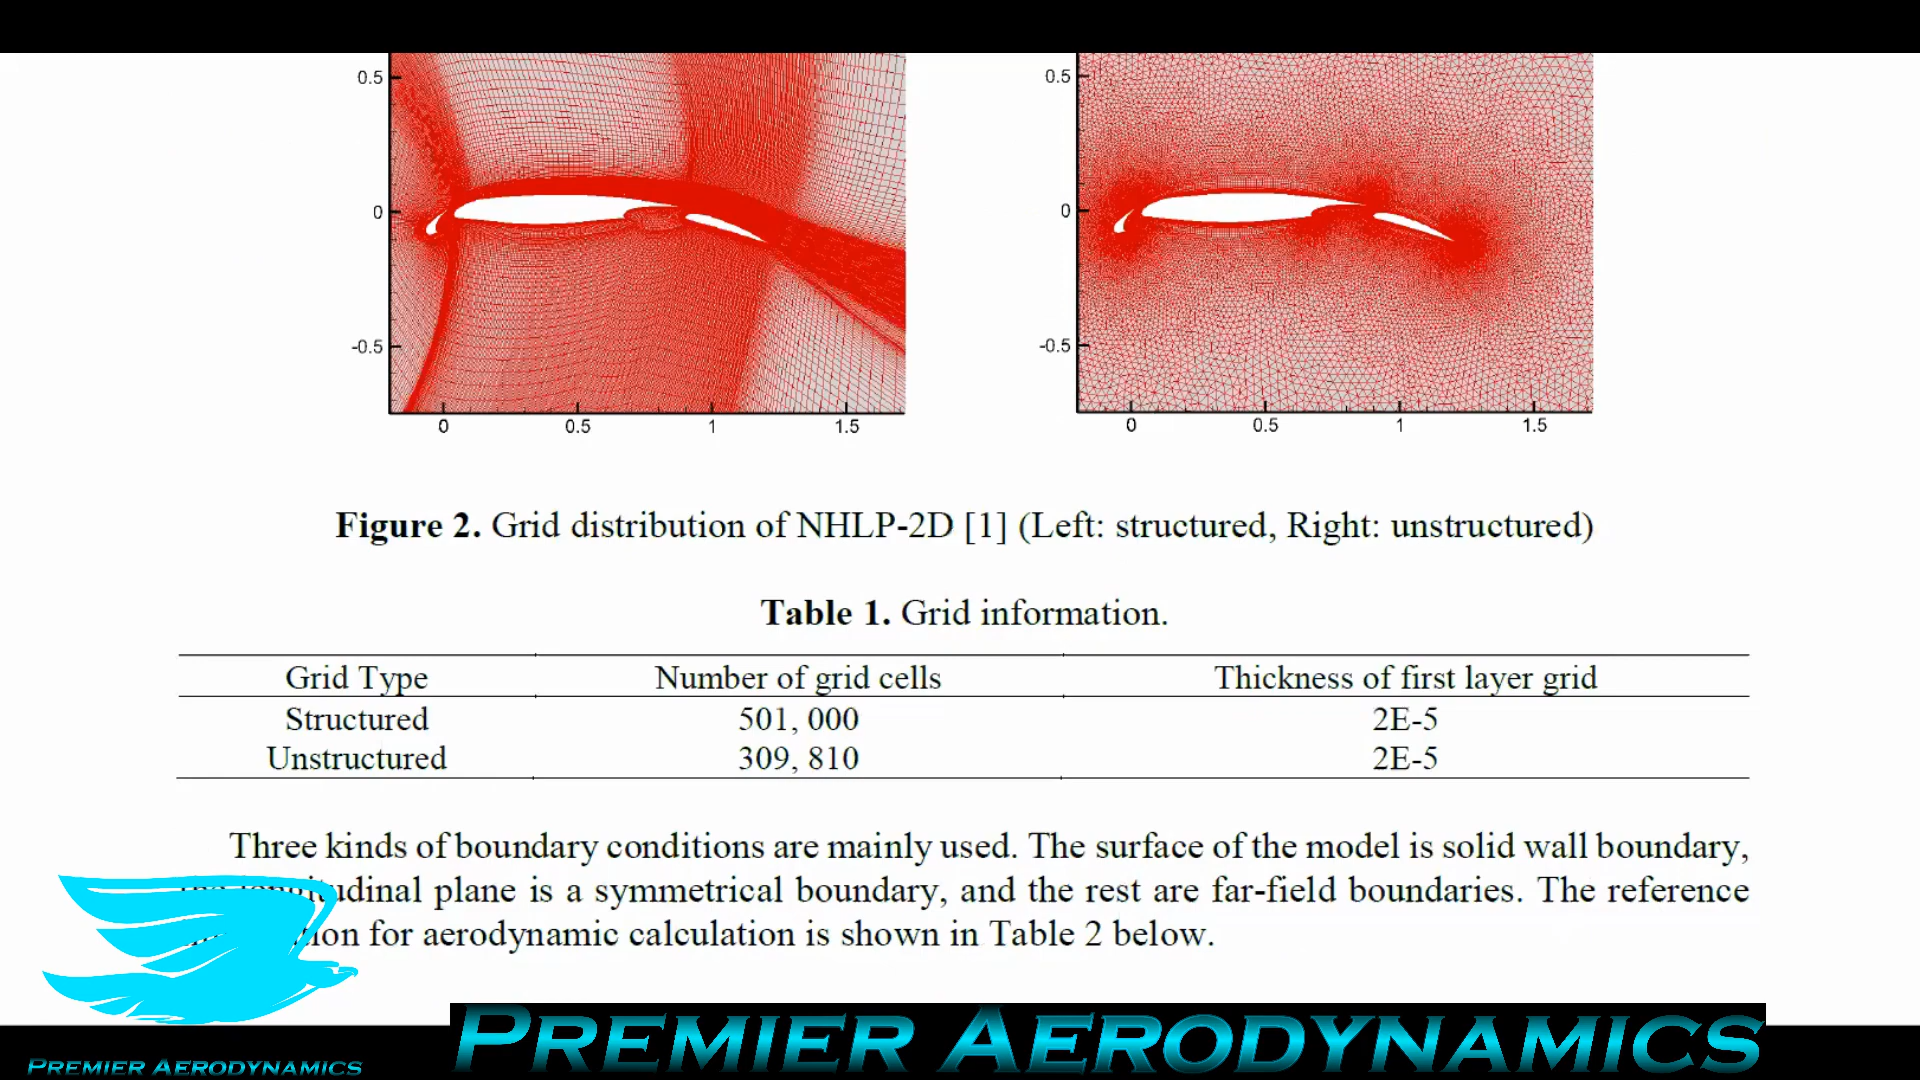 0.5
0
-0.5
0 0.5 1 1.5
0.5
0
-0.5
0 0.5 1 1.5
Figure 2. Grid distribution of NHLP-2D [1] (Left: structured, Right: unstructured)
Table 1. Grid information.
Grid Type Number of grid cells Thickness of first layer grid
Structured 501, 000 2E-5
Unstructured 309, 810 2E-5
Three kinds of boundary conditions are mainly used. The surface of the model is solid wall boundary,
plane is a symmetrical boundary, and the rest are far-field boundaries. The reference
for aerodynamic calculation is shown in Table 2 below.
PREMIER AERODYNAMICS
PREMIER AERODYNAMICS